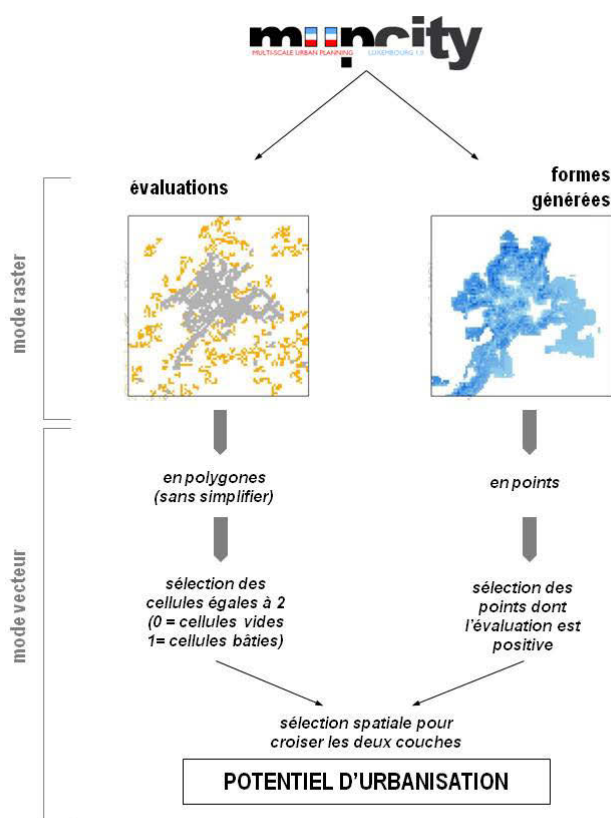 mupcity
MULTI-SCALE URBAN PLANNING LUXEMBOURG 1.0
évaluations
formes
générées
mode raster
en polygones
(sans simplifier)
en points
mode vecteur
sélection des
cellules égales à 2
(0 = cellules vides
1= cellules bâties)
sélection des
points dont
l'évaluation est
positive
sélection spatiale pour
croiser les deux couches
POTENTIEL D'URBANISATION